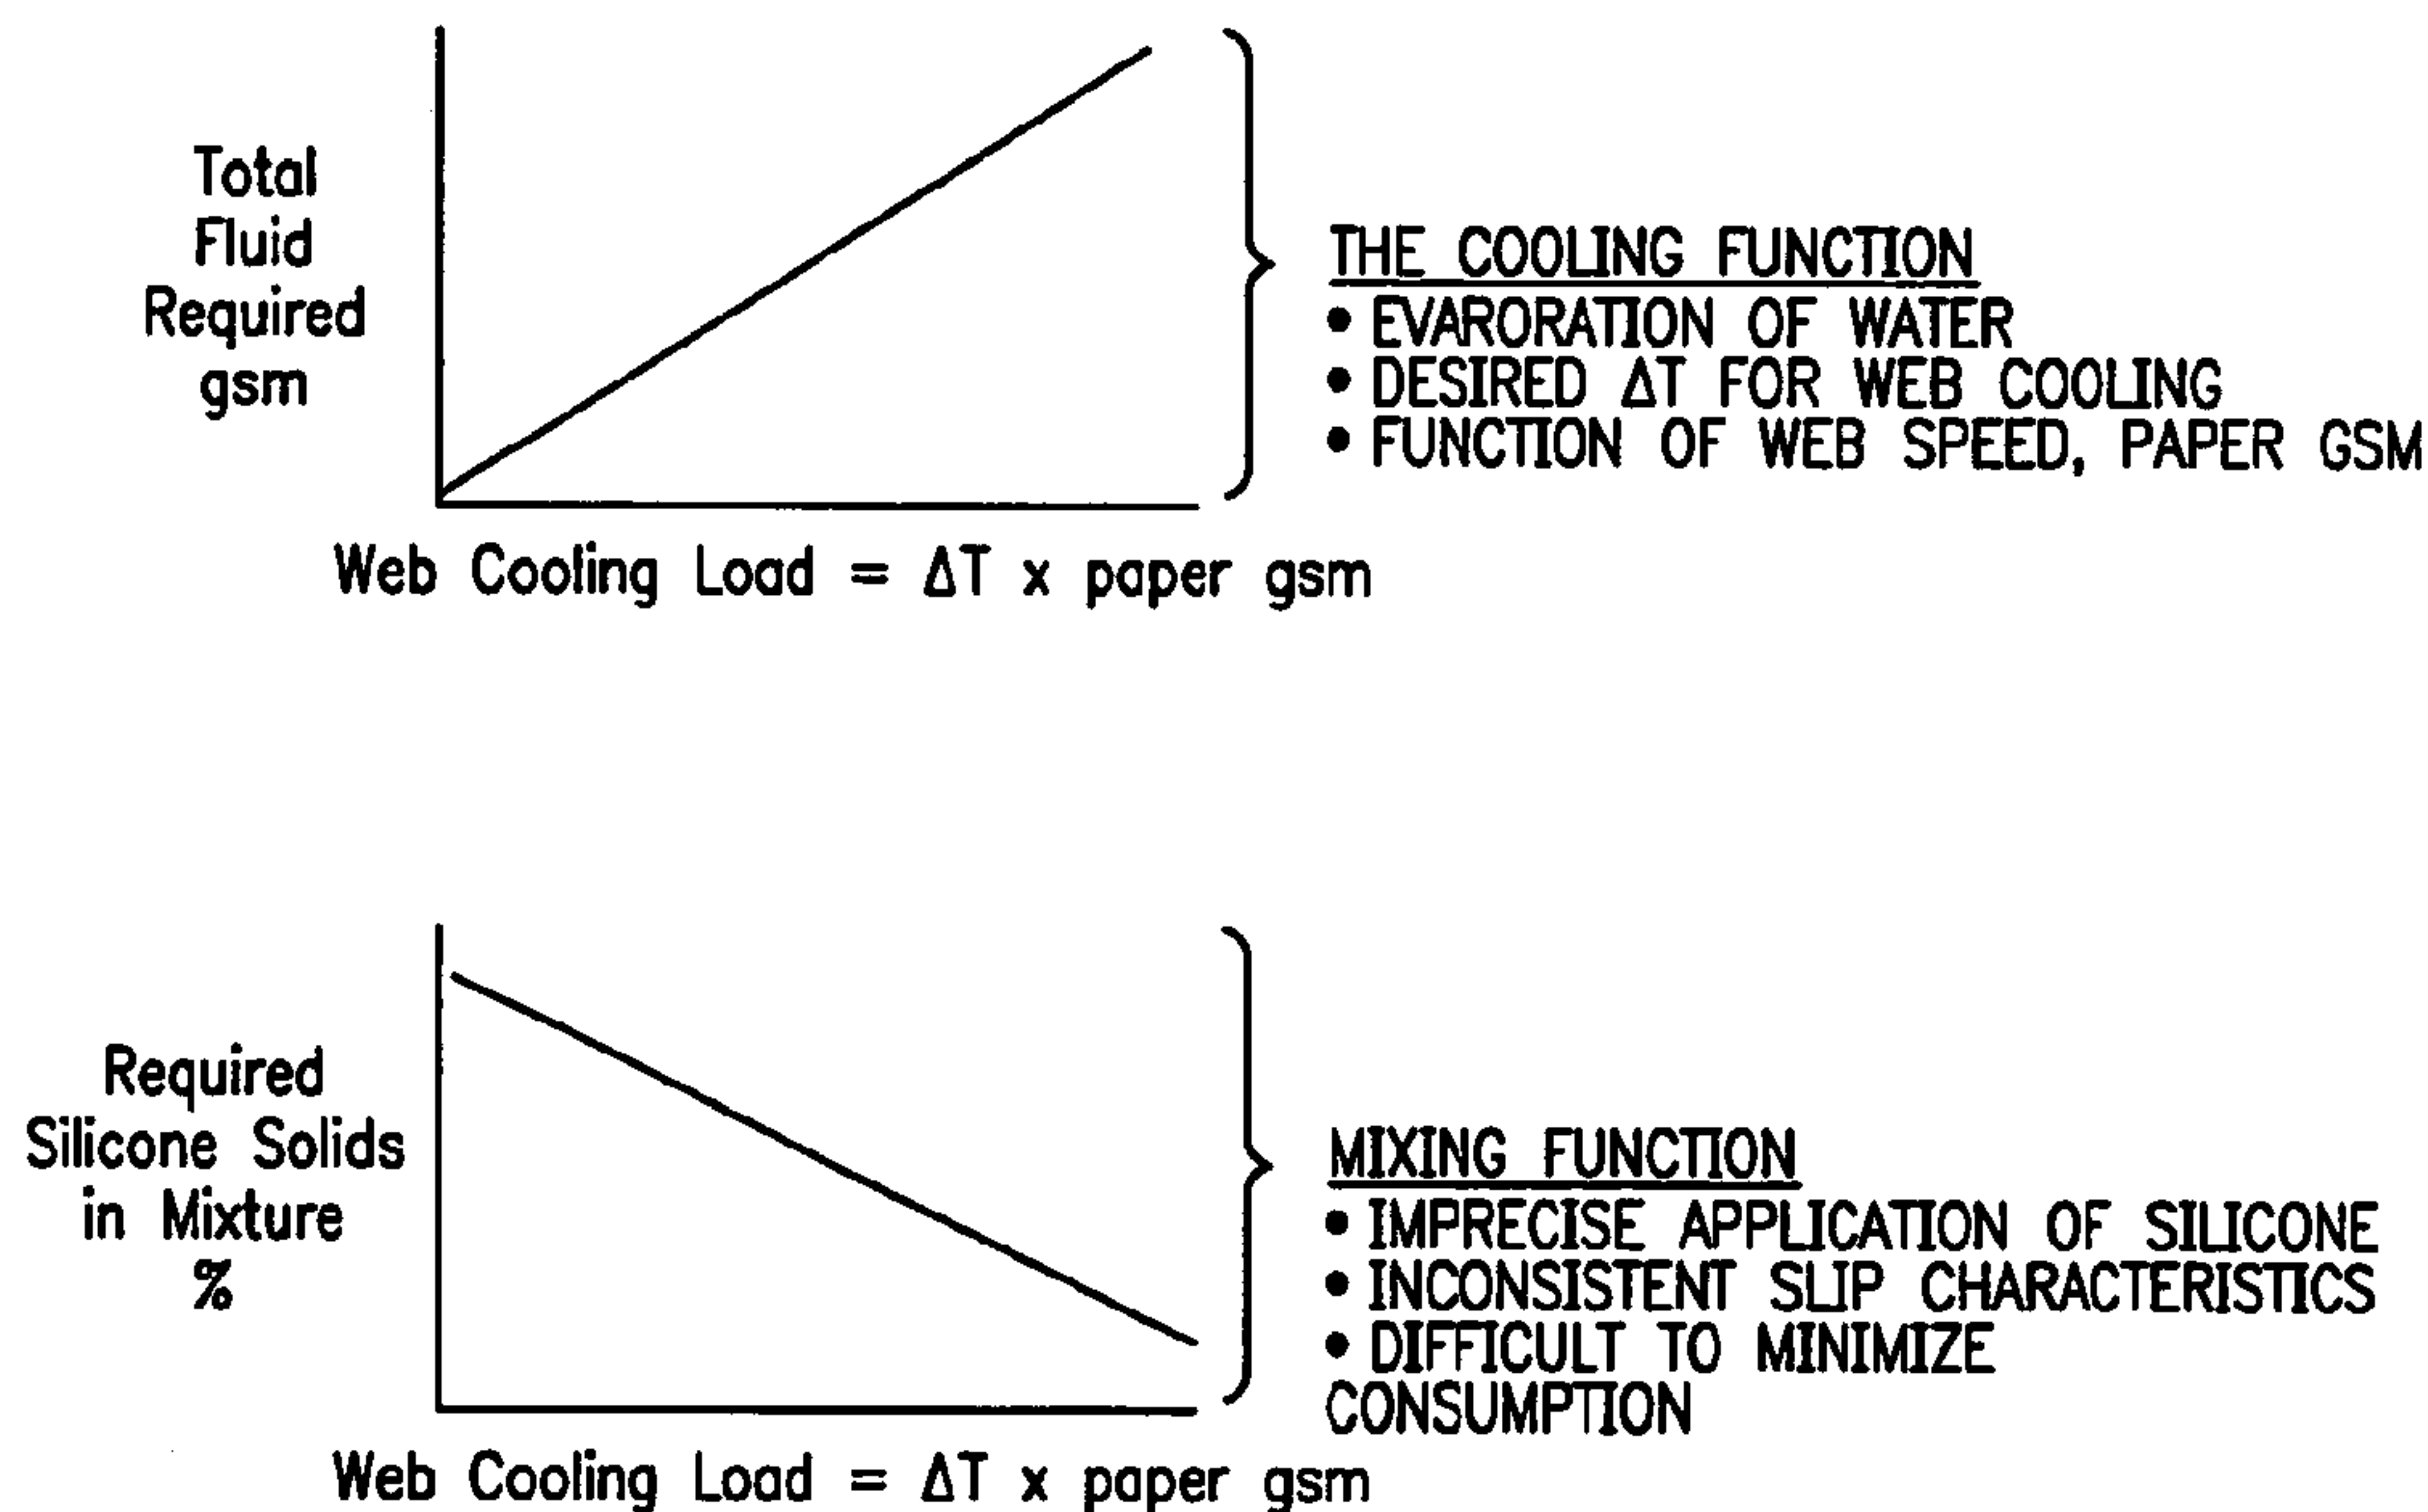 Total
Fluid
Required
gsm
THE COOLING FUNCTION
• EVARORATION OF WATER
• DESIRED ΔT FOR WEB COOLING
• FUNCTION OF WEB SPEED, PAPER GSM
Web Cooling Load = ΔT x paper gsm
Required
Silicone Solids
in Mixture
%
MIXING FUNCTION
• IMPRECISE APPLICATION OF SILICONE
• INCONSISTENT SLIP CHARACTERISTICS
• DIFFICULT TO MINIMIZE
CONSUMPTION
Web Cooling Load = ΔT x paper gsm